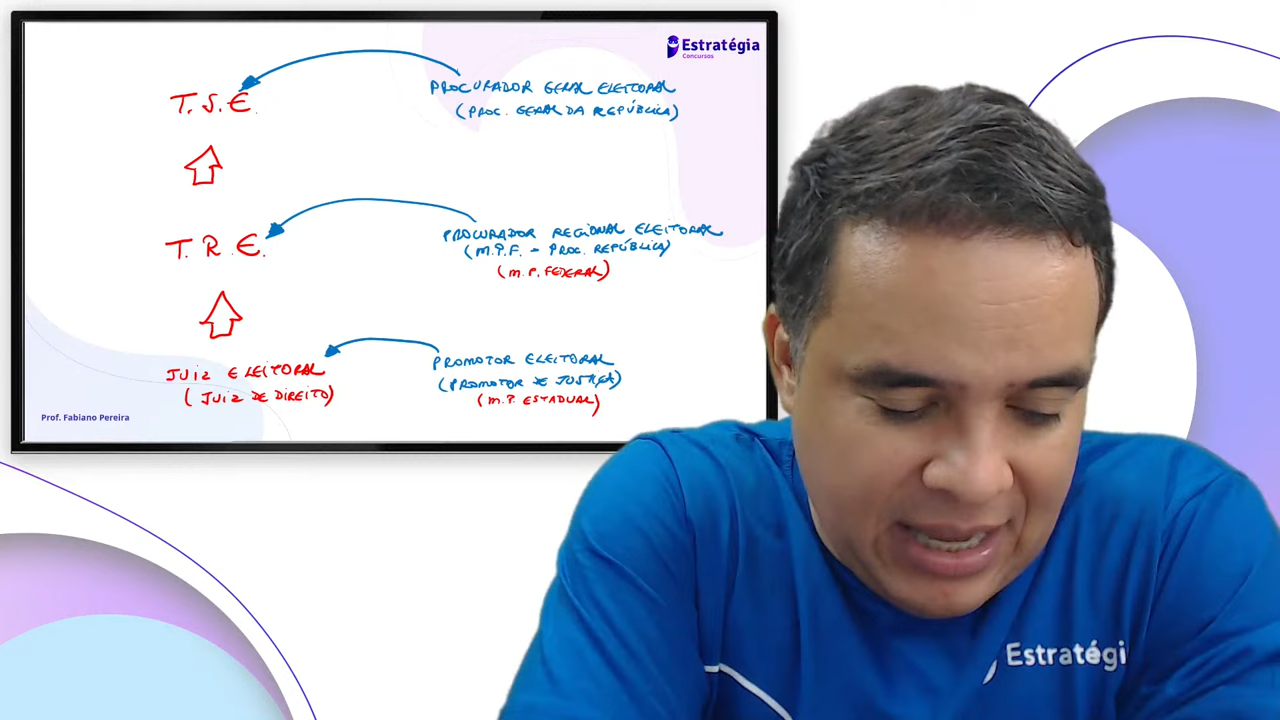 Estratégia
Concursos
PROCURADOR GERAL ELEITORAL
T.S.E.
(PROC. GERAL DA REPÚBLICA)
PROCURADOR REGIONAL ELEITORAL
T.R.E.
(M.P.F. - PROC. REPÚBLICA)
(M.P. FEDERAL)
PROMOTOR ELEITORAL
JUIZ ELEITORAL
(PROMOTOR DE JUSTIÇA)
(JUIZ DE DIREITO)
(M.P. ESTADUAL)
Prof. Fabiano Pereira
Estratégi